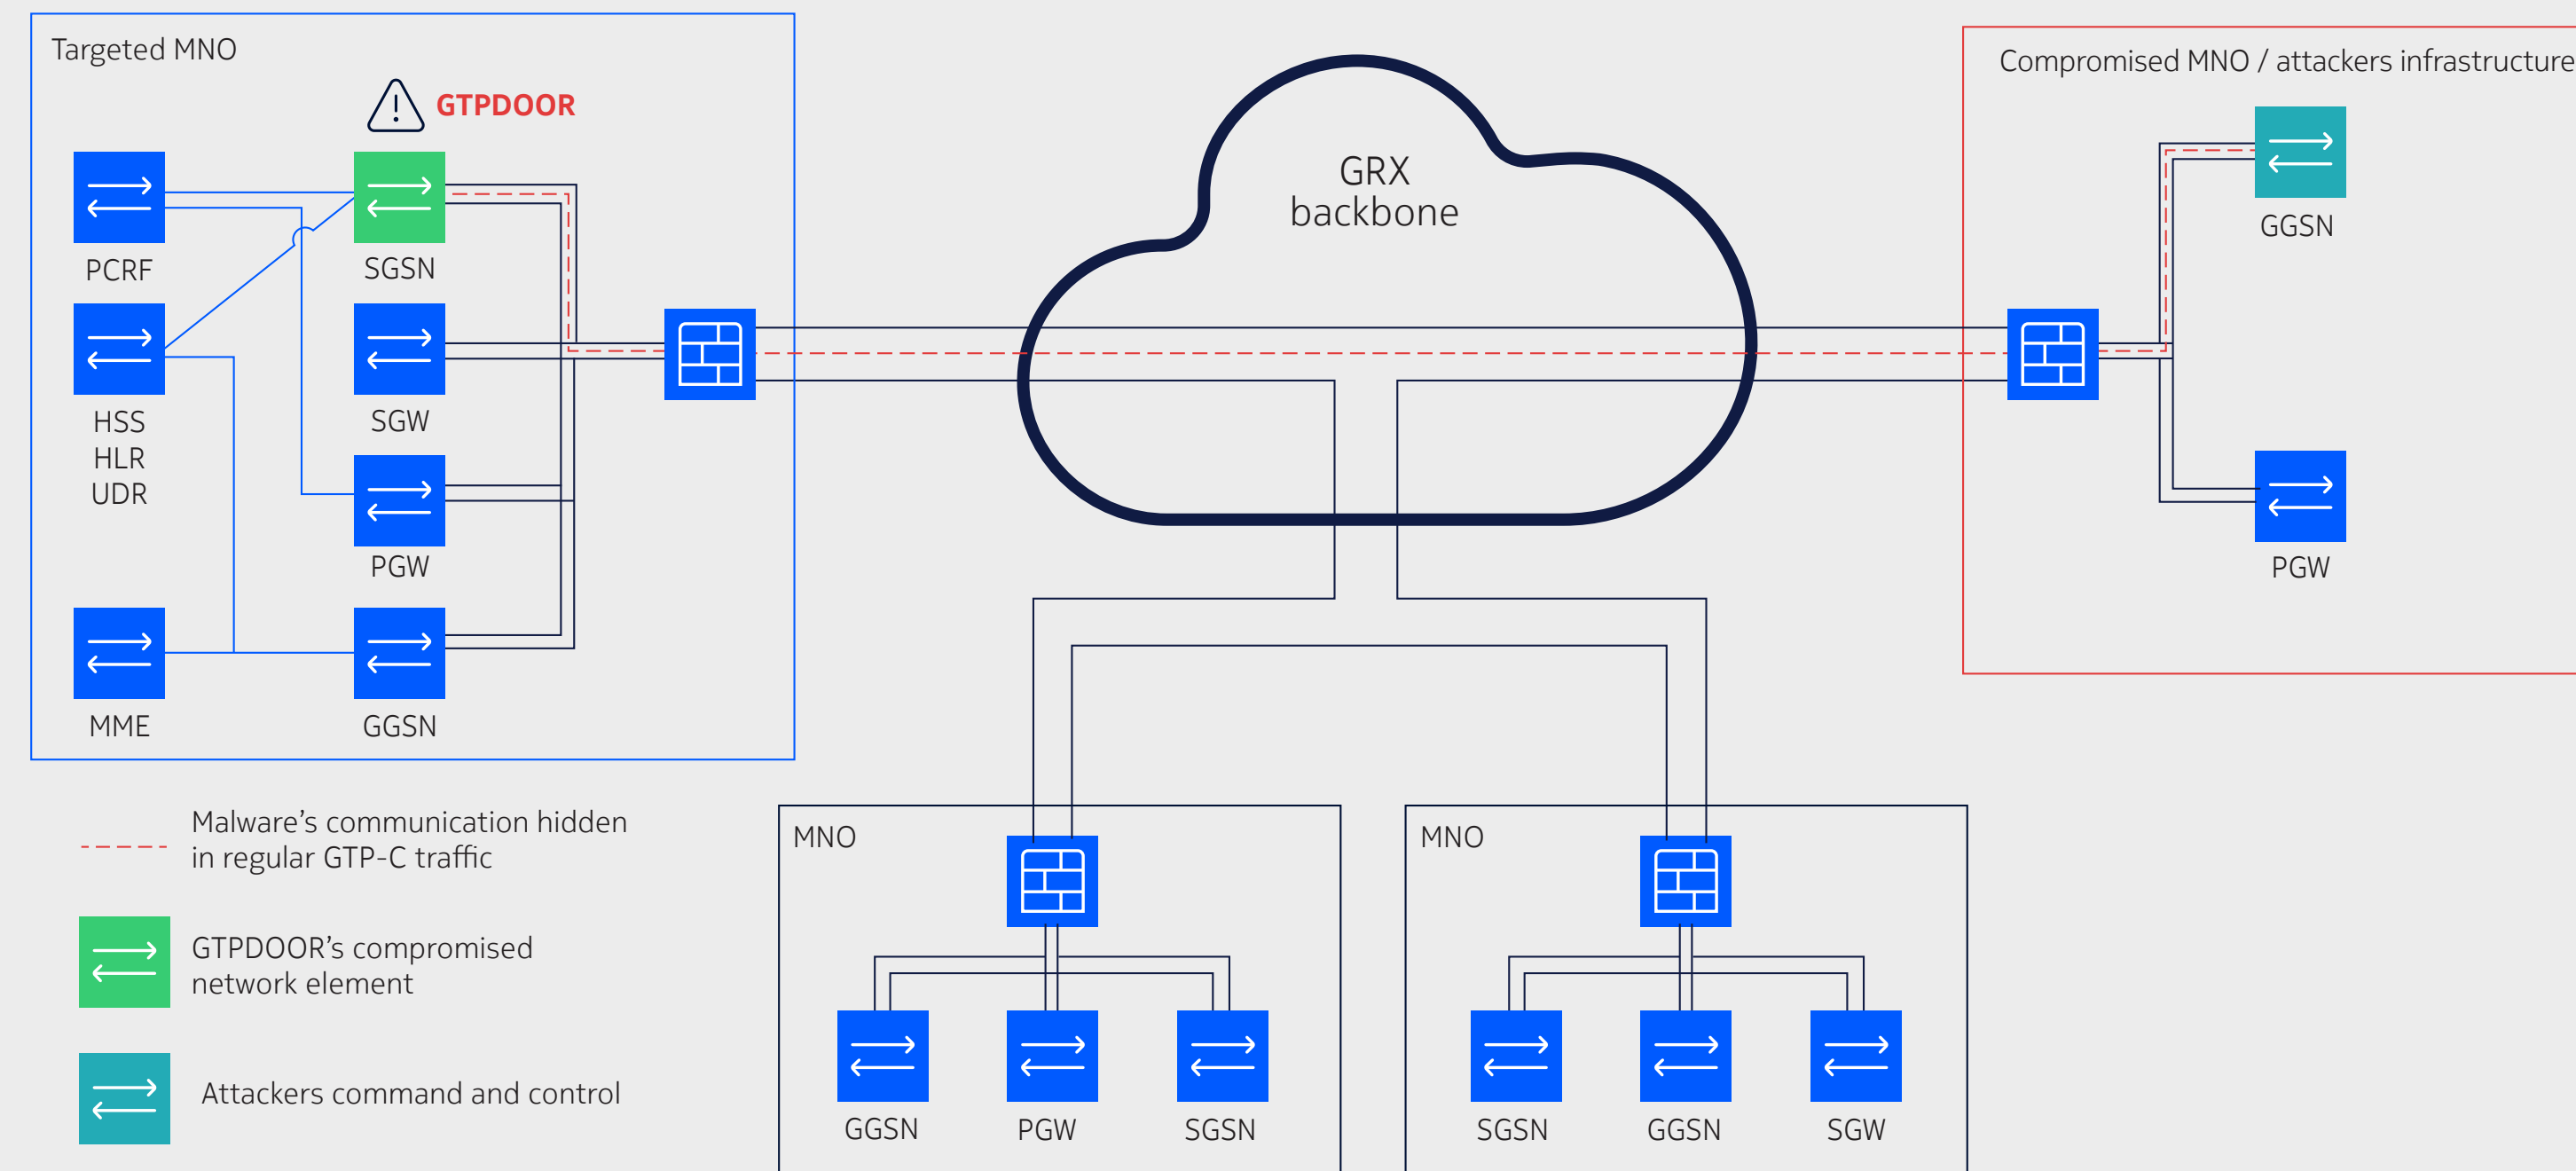 Targeted MNO
GTPDOOR
PCRF
SGSN
HSS
HLR
UDR
SGW
PGW
MME
GGSN
GRX
backbone
Compromised MNO / attackers infrastructure
GGSN
PGW
Malware’s communication hidden
in regular GTP-C traffic
GTPDOOR’s compromised
network element
Attackers command and control
MNO
GGSN
PGW
SGSN
MNO
SGSN
GGSN
SGW